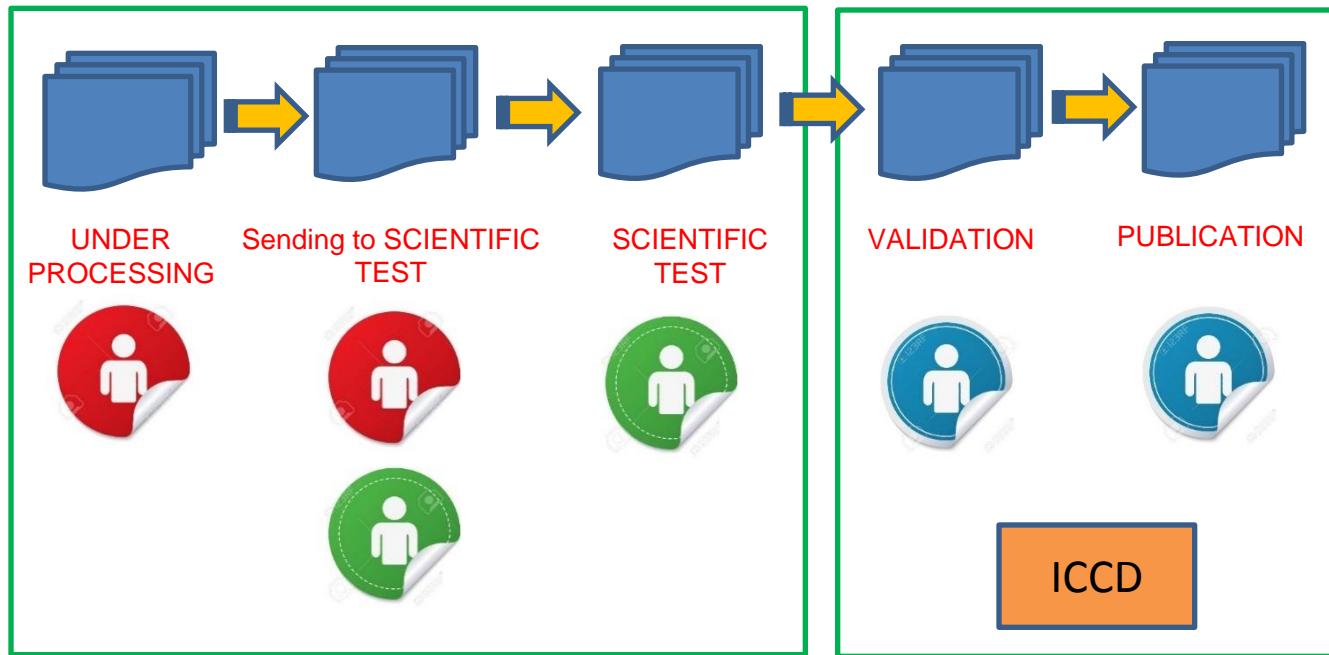 UNDER
PROCESSING
Sending to SCIENTIFIC
TEST
SCIENTIFIC
TEST
VALIDATION
PUBLICATION
ICCD